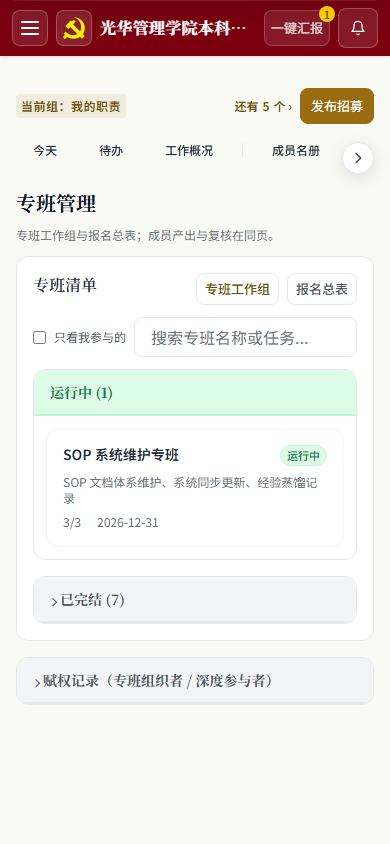 光华管理学院本科…
一键汇报
1
当前组：我的职责
还有 5 个 ›
发布招募
今天
待办
工作概况
成员名册
专班管理
专班工作组与报名总表；成员产出与复核在同页。
专班清单
专班工作组
报名总表
只看我参与的
搜索专班名称或任务...
运行中 (1)
SOP 系统维护专班
运行中
SOP 文档体系维护、系统同步更新、经验蒸馏记
录
3/3 2026-12-31
已完结 (7)
赋权记录（专班组织者 / 深度参与者）